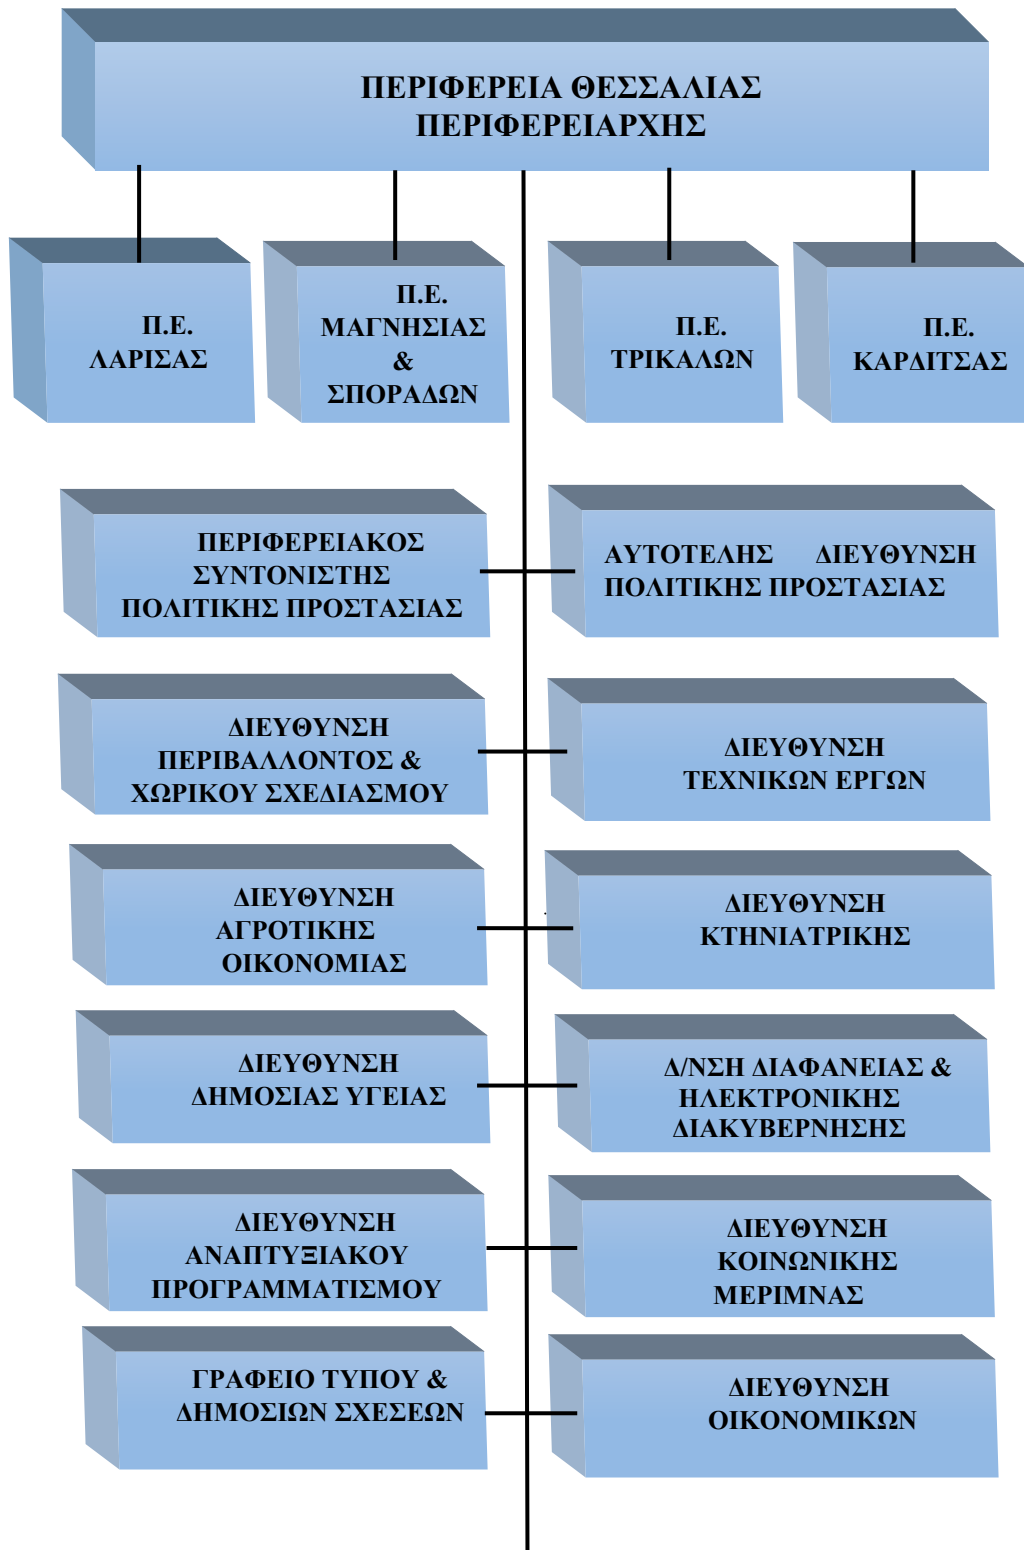 ΠΕΡΙΦΕΡΕΙΑ ΘΕΣΣΑΛΙΑΣ
ΠΕΡΙΦΕΡΕΙΑΡΧΗΣ
Π.Ε.
ΛΑΡΙΣΑΣ
Π.Ε.
ΜΑΓΝΗΣΙΑΣ
&
ΣΠΟΡΑΔΩΝ
Π.Ε.
ΤΡΙΚΑΛΩΝ
Π.Ε.
ΚΑΡΔΙΤΣΑΣ
ΠΕΡΙΦΕΡΕΙΑΚΟΣ
ΣΥΝΤΟΝΙΣΤΗΣ
ΠΟΛΙΤΙΚΗΣ ΠΡΟΣΤΑΣΙΑΣ
ΑΥΤΟΤΕΛΗΣ ΔΙΕΥΘΥΝΣΗ
ΠΟΛΙΤΙΚΗΣ ΠΡΟΣΤΑΣΙΑΣ
ΔΙΕΥΘΥΝΣΗ
ΠΕΡΙΒΑΛΛΟΝΤΟΣ &
ΧΩΡΙΚΟΥ ΣΧΕΔΙΑΣΜΟΥ
ΔΙΕΥΘΥΝΣΗ
ΤΕΧΝΙΚΩΝ ΕΡΓΩΝ
ΔΙΕΥΘΥΝΣΗ
ΑΓΡΟΤΙΚΗΣ
ΟΙΚΟΝΟΜΙΑΣ
ΔΙΕΥΘΥΝΣΗ
ΚΤΗΝΙΑΤΡΙΚΗΣ
ΔΙΕΥΘΥΝΣΗ
ΔΗΜΟΣΙΑΣ ΥΓΕΙΑΣ
Δ/ΝΣΗ ΔΙΑΦΑΝΕΙΑΣ &
ΗΛΕΚΤΡΟΝΙΚΗΣ
ΔΙΑΚΥΒΕΡΝΗΣΗΣ
ΔΙΕΥΘΥΝΣΗ
ΑΝΑΠΤΥΞΙΑΚΟΥ
ΠΡΟΓΡΑΜΜΑΤΙΣΜΟΥ
ΔΙΕΥΘΥΝΣΗ
ΚΟΙΝΩΝΙΚΗΣ
ΜΕΡΙΜΝΑΣ
ΓΡΑΦΕΙΟ ΤΥΠΟΥ &
ΔΗΜΟΣΙΩΝ ΣΧΕΣΕΩΝ
ΔΙΕΥΘΥΝΣΗ
ΟΙΚΟΝΟΜΙΚΩΝ